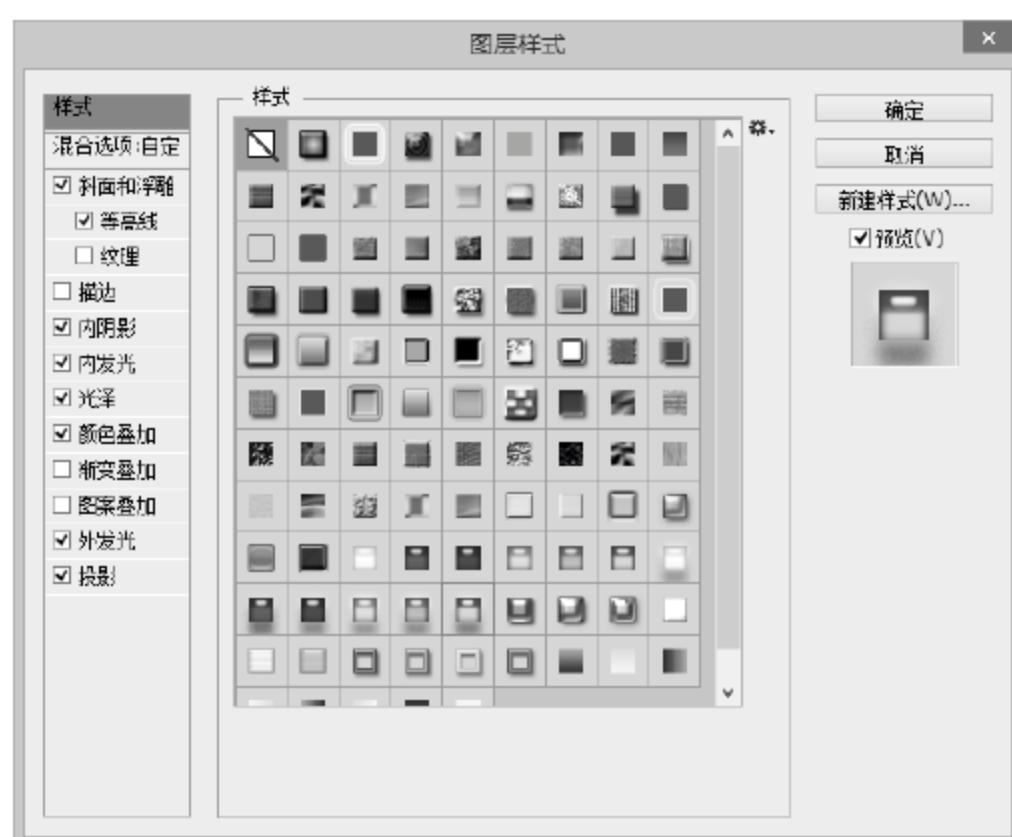 图层样式
样式
混合选项:自定
斜面和浮雕
等高线
纹理
描边
内阴影
内发光
光泽
颜色叠加
渐变叠加
图案叠加
外发光
投影
样式
确定
取消
新建样式(W)...
预览(V)